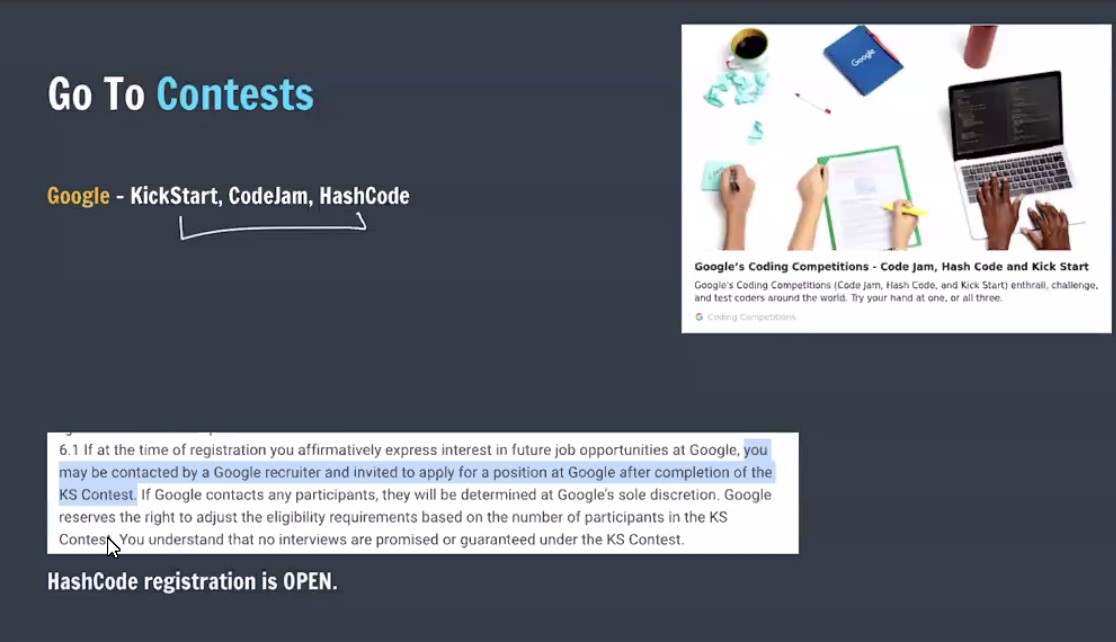 Go To Contests
Google - KickStart, CodeJam, HashCode
Google
Google's Coding Competitions - Code Jam, Hash Code and Kick Start
Google's Coding Competitions (Code Jam, Hash Code, and Kick Start) enthrall, challenge,
and test coders around the world. Try your hand at one, or all three.
G Coding Competitions
6.1 If at the time of registration you affirmatively express interest in future job opportunities at Google, you
may be contacted by a Google recruiter and invited to apply for a position at Google after completion of the
KS Contest. If Google contacts any participants, they will be determined at Google's sole discretion. Google
reserves the right to adjust the eligibility requirements based on the number of participants in the KS
Contest. You understand that no interviews are promised or guaranteed under the KS Contest.
HashCode registration is OPEN.